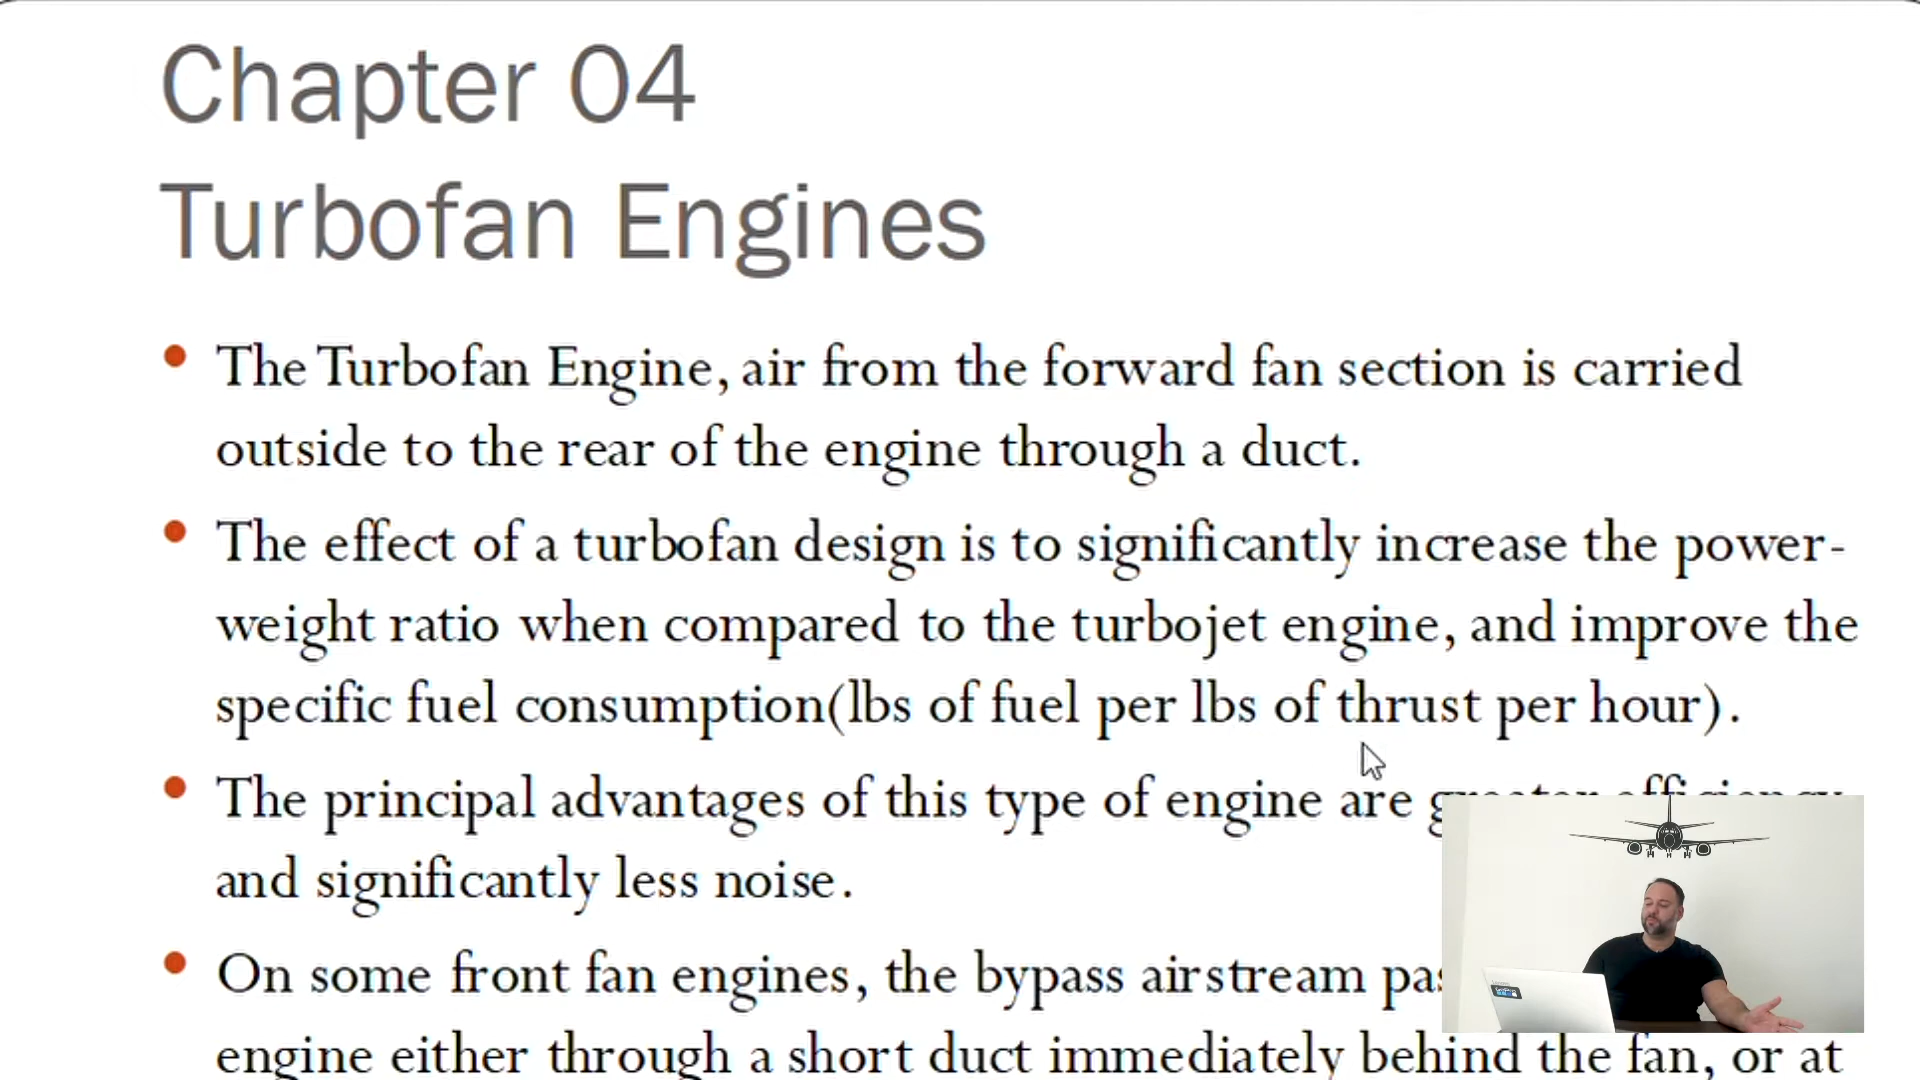 Chapter 04
Turbofan Engines
• The Turbofan Engine, air from the forward fan section is carried
outside to the rear of the engine through a duct.
• The effect of a turbofan design is to significantly increase the power-
weight ratio when compared to the turbojet engine, and improve the
specific fuel consumption(lbs of fuel per lbs of thrust per hour).
• The principal advantages of this type of engine are greater efficiency
and significantly less noise.
• On some front fan engines, the bypass airstream
engine either through a short duct immediately behind the fan, or at